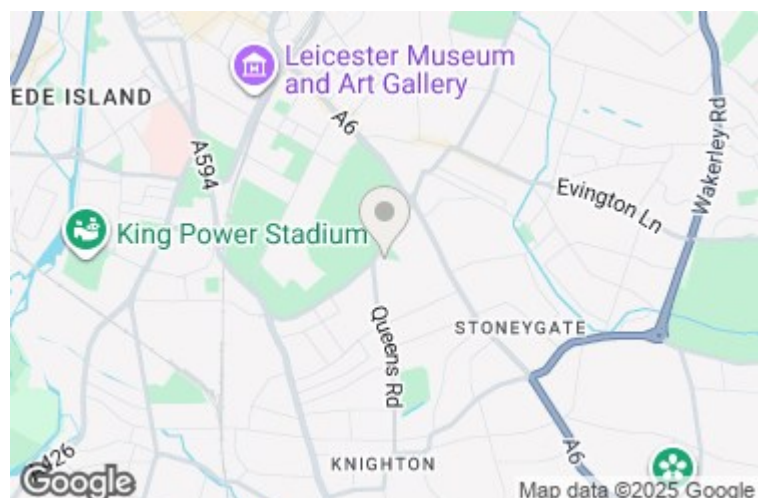 Leicester Museum
and Art Gallery
EDE ISLAND
A6
A594
Wakerley Rd
Evington Ln
King Power Stadium
Queens Rd
STONEYGATE
A6
KNIGHTON
426
Google
Map data ©2025 Google